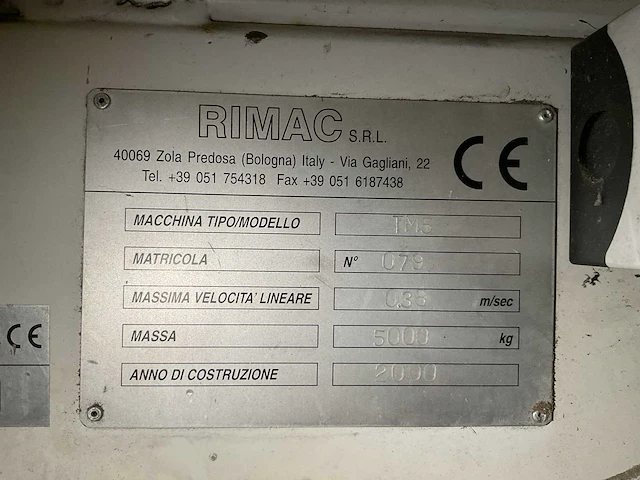 RIMAC S.R.L.
40069 Zola Predosa (Bologna) Italy - Via Gagliani, 22
Tel. +39 051 754318 Fax +39 051 6187438
CE
MACCHINA TIPO/MODELLO TMS
MATRICOLA N° 079
MASSIMA VELOCITA' LINEARE 0,35 m/sec
MASSA 5000 kg
ANNO DI COSTRUZIONE 2000
CE